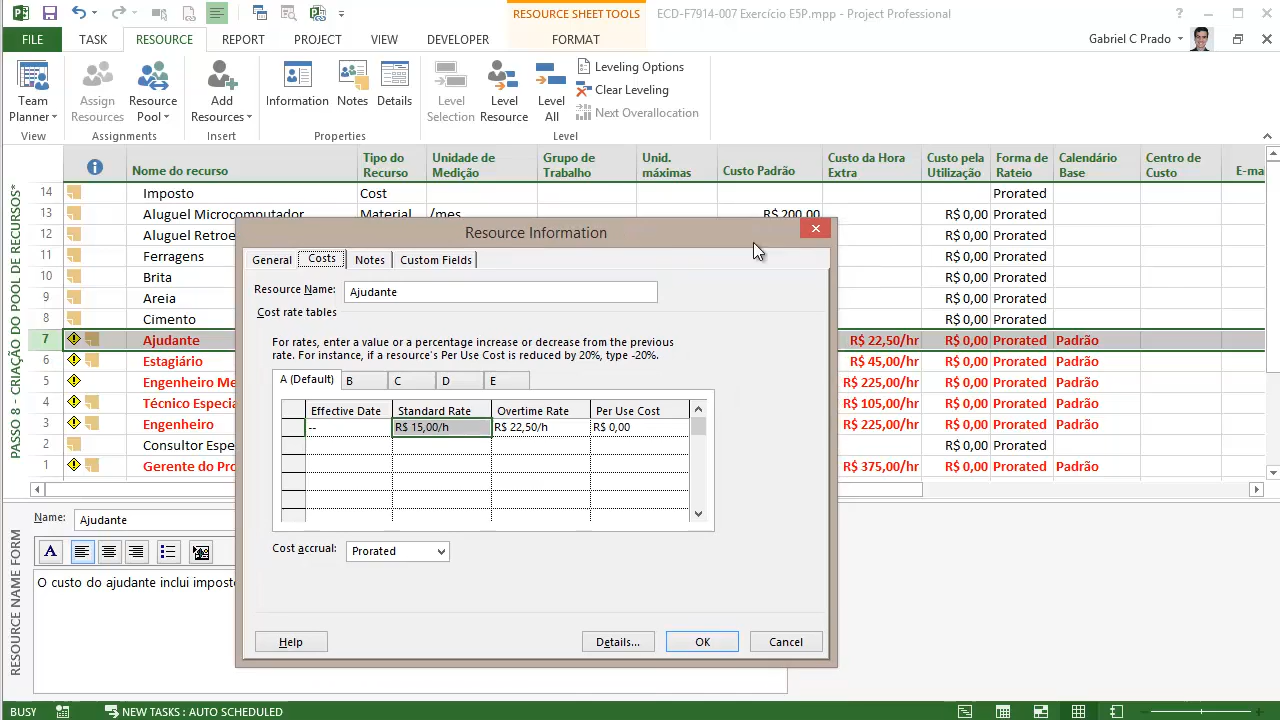 RESOURCE SHEET TOOLS
ECD-F7914-007 Exercício E5P.mpp - Project Professional
FILE
TASK
RESOURCE
REPORT
PROJECT
VIEW
DEVELOPER
FORMAT
Gabriel C Prado
Team Planner
Assign Resources
Resource Pool
Add Resources
Information
Notes
Details
Level Selection
Level Resource
Level All
Leveling Options
Clear Leveling
Next Overallocation
View
Assignments
Insert
Properties
Level
Nome do recurso
Tipo do Recurso
Unidade de Medição
Grupo de Trabalho
Unid. máximas
Custo Padrão
Custo da Hora Extra
Custo pela Utilização
Forma de Rateio
Calendário Base
Centro de Custo
E-ma
14 Imposto Cost Prorated
13 Aluguel Microcomputador Material /mes R$ 200,00 R$ 0,00 Prorated
12 Aluguel Retroe R$ 0,00 Prorated
11 Ferragens R$ 0,00 Prorated
10 Brita R$ 0,00 Prorated
9 Areia R$ 0,00 Prorated
8 Cimento R$ 0,00 Prorated
7 Ajudante R$ 22,50/hr R$ 0,00 Prorated Padrão
6 Estagiário R$ 45,00/hr R$ 0,00 Prorated Padrão
5 Engenheiro Me R$ 225,00/hr R$ 0,00 Prorated Padrão
4 Técnico Especia R$ 105,00/hr R$ 0,00 Prorated Padrão
3 Engenheiro R$ 225,00/hr R$ 0,00 Prorated Padrão
2 Consultor Espe R$ 0,00 Prorated
1 Gerente do Pro R$ 375,00/hr R$ 0,00 Prorated Padrão
PASSO 8 - CRIAÇÃO DO POOL DE RECURSOS*
Resource Information
General
Costs
Notes
Custom Fields
Resource Name: Ajudante
Cost rate tables
For rates, enter a value or a percentage increase or decrease from the previous
rate. For instance, if a resource's Per Use Cost is reduced by 20%, type -20%.
A (Default) B C D E
Effective Date Standard Rate Overtime Rate Per Use Cost
-- R$ 15,00/h R$ 22,50/h R$ 0,00
Cost accrual: Prorated
Help
Details...
OK
Cancel
RESOURCE NAME FORM
Name: Ajudante
O custo do ajudante inclui impost
BUSY
NEW TASKS : AUTO SCHEDULED